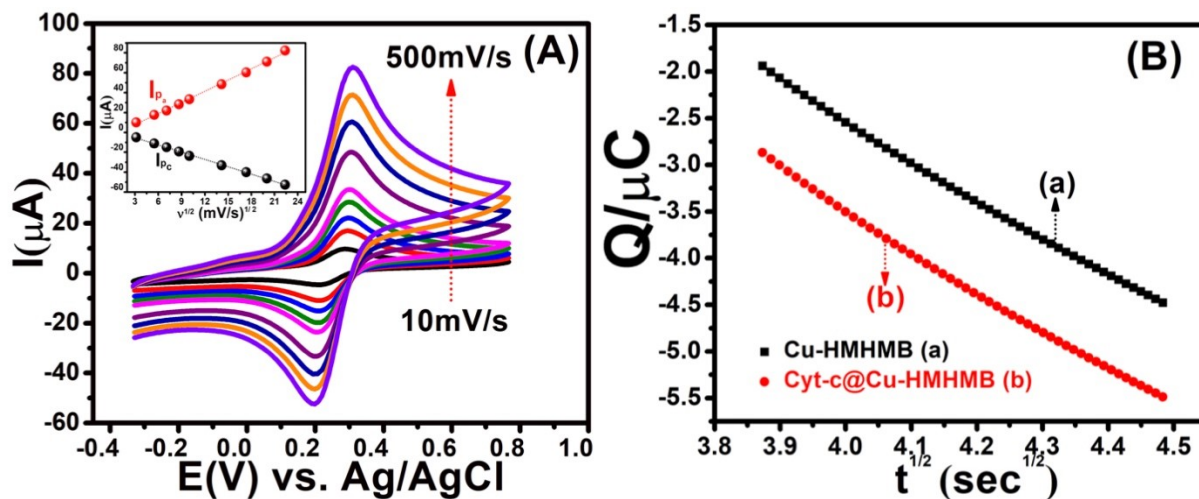 (A)
500mV/s
10mV/s
I(μA)
100
80
60
40
20
0
-20
-40
-60
-0.4 -0.2 0.0 0.2 0.4 0.6 0.8 1.0
E(V) vs. Ag/AgCl
I(μA)
80
60
40
20
0
-20
-40
-60
Ipa
Ipc
3 6 9 12 15 18 21 24
ν1/2 (mV/s)1/2
(B)
Q/μC
-1.5
-2.0
-2.5
-3.0
-3.5
-4.0
-4.5
-5.0
-5.5
(a)
(b)
Cu-HMHMB (a)
Cyt-c@Cu-HMHMB (b)
3.8 3.9 4.0 4.1 4.2 4.3 4.4 4.5
t1/2 (sec1/2)